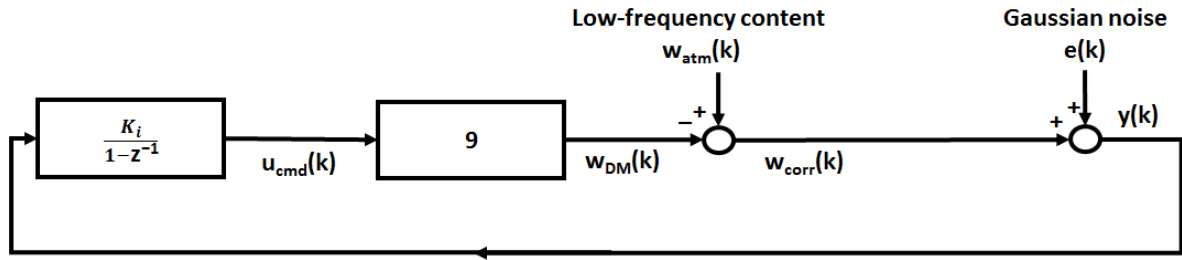 Low-frequency content
w_atm(k)
Gaussian noise
e(k)
K_i
1−z⁻¹
u_cmd(k)
9
− +
w_DM(k)
w_corr(k)
+ +
y(k)